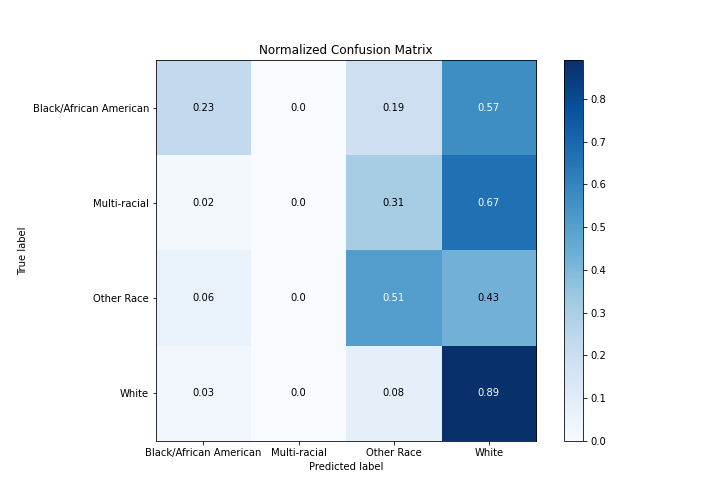 Normalized Confusion Matrix
Black/African American 0.23 0.0 0.19 0.57
Multi-racial 0.02 0.0 0.31 0.67
Other Race 0.06 0.0 0.51 0.43
White 0.03 0.0 0.08 0.89
Black/African American Multi-racial Other Race White
Predicted label
True label
0.8
0.7
0.6
0.5
0.4
0.3
0.2
0.1
0.0